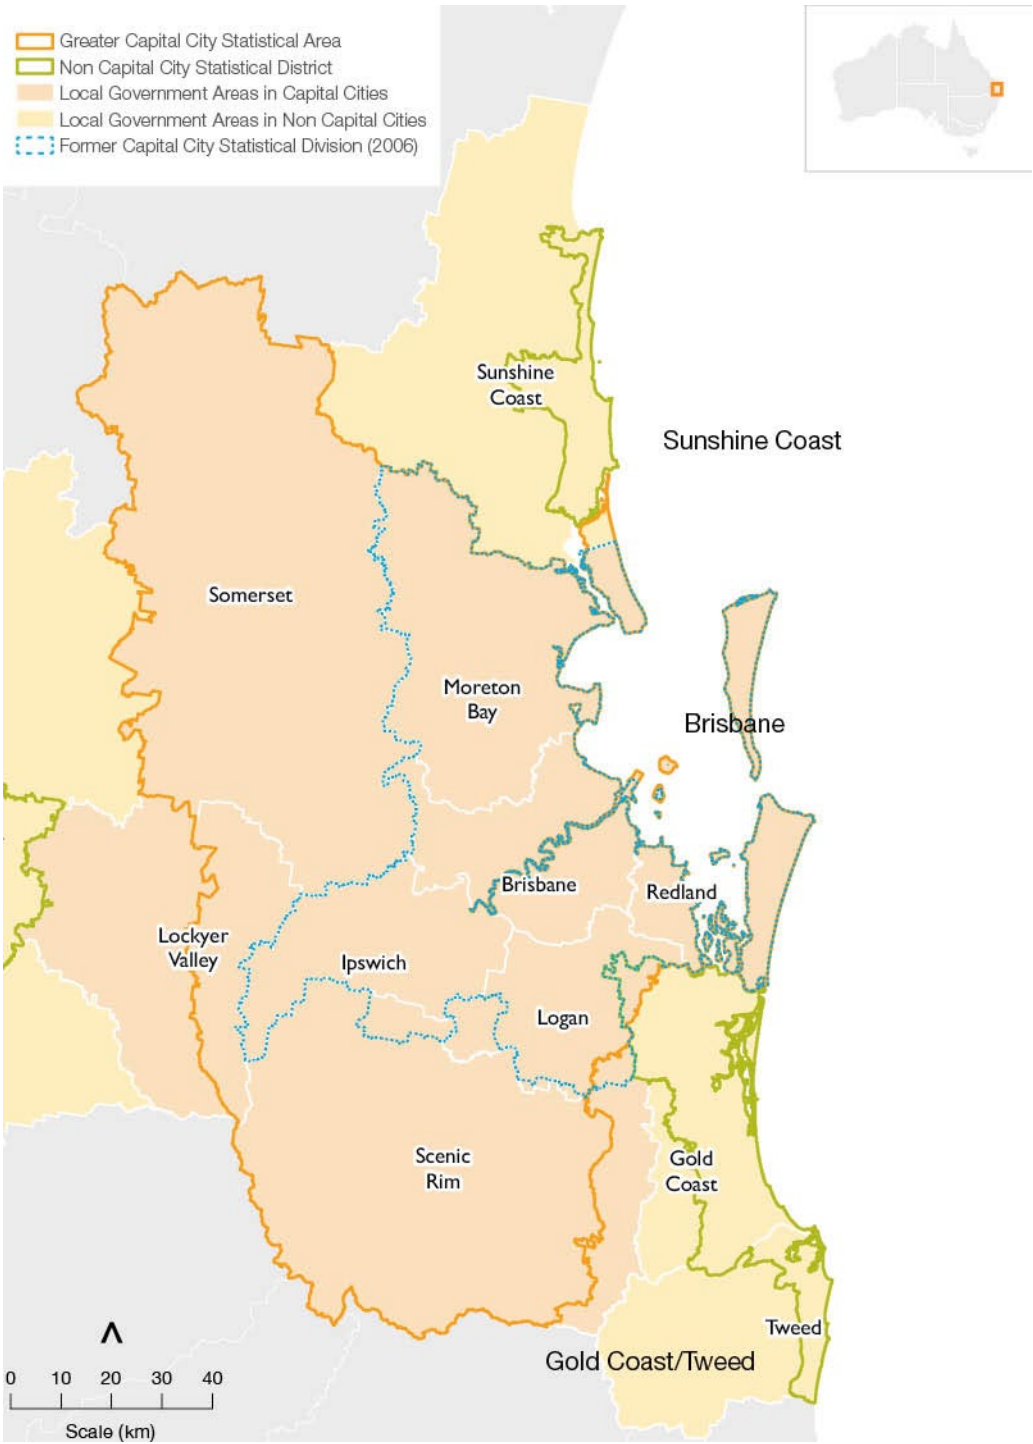 Greater Capital City Statistical Area
Non Capital City Statistical District
Local Government Areas in Capital Cities
Local Government Areas in Non Capital Cities
Former Capital City Statistical Division (2006)
Sunshine
Coast
Sunshine Coast
Somerset
Moreton
Bay
Brisbane
Brisbane
Redland
Lockyer
Valley
Ipswich
Logan
Scenic
Rim
Gold
Coast
Tweed
Gold Coast/Tweed
0 10 20 30 40
Scale (km)